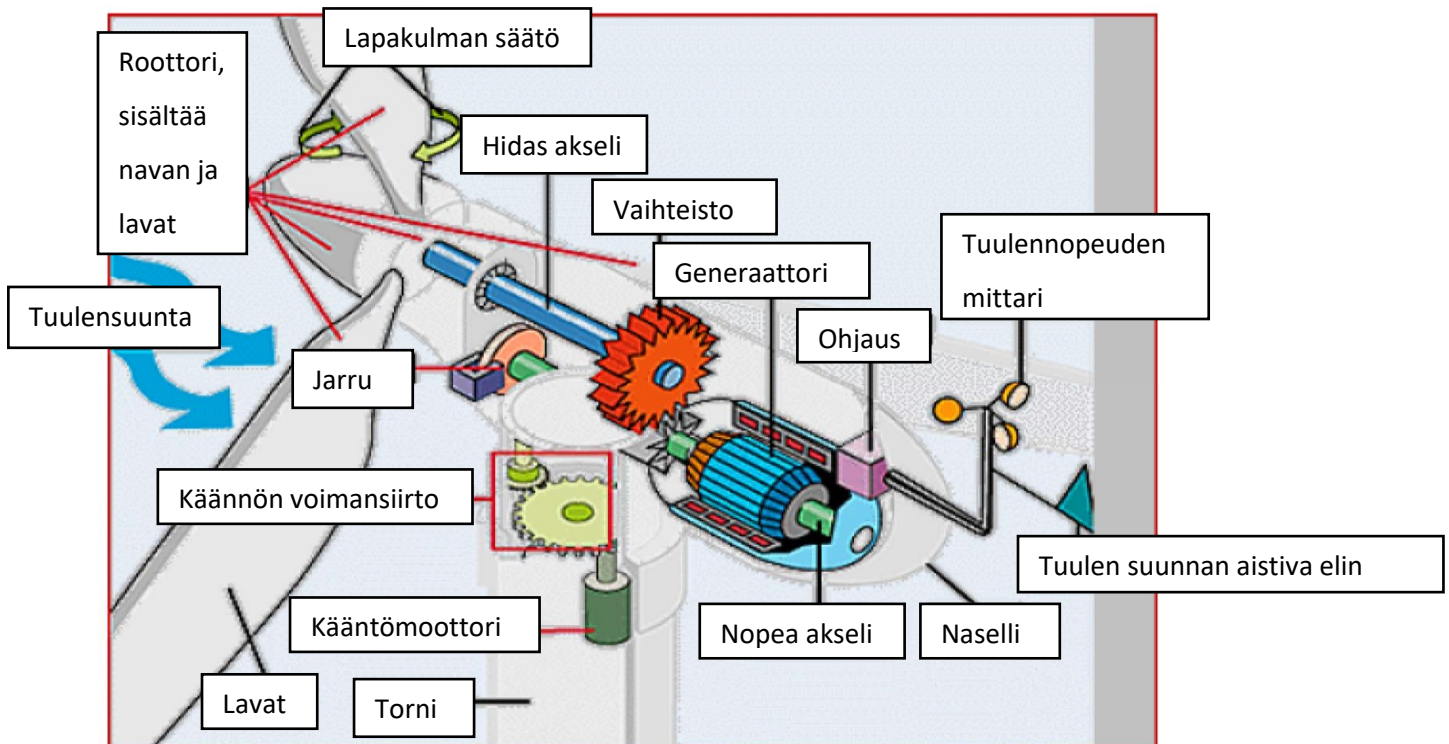 Lapakulman säätö
Roottori,
sisältää
navan ja
lavat
Hidas akseli
Vaihteisto
Generaattori
Tuulennopeuden
mittari
Tuulensuunta
Ohjaus
Jarru
Käännön voimansiirto
Tuulen suunnan aistiva elin
Kääntömoottori
Nopea akseli
Naselli
Lavat
Torni